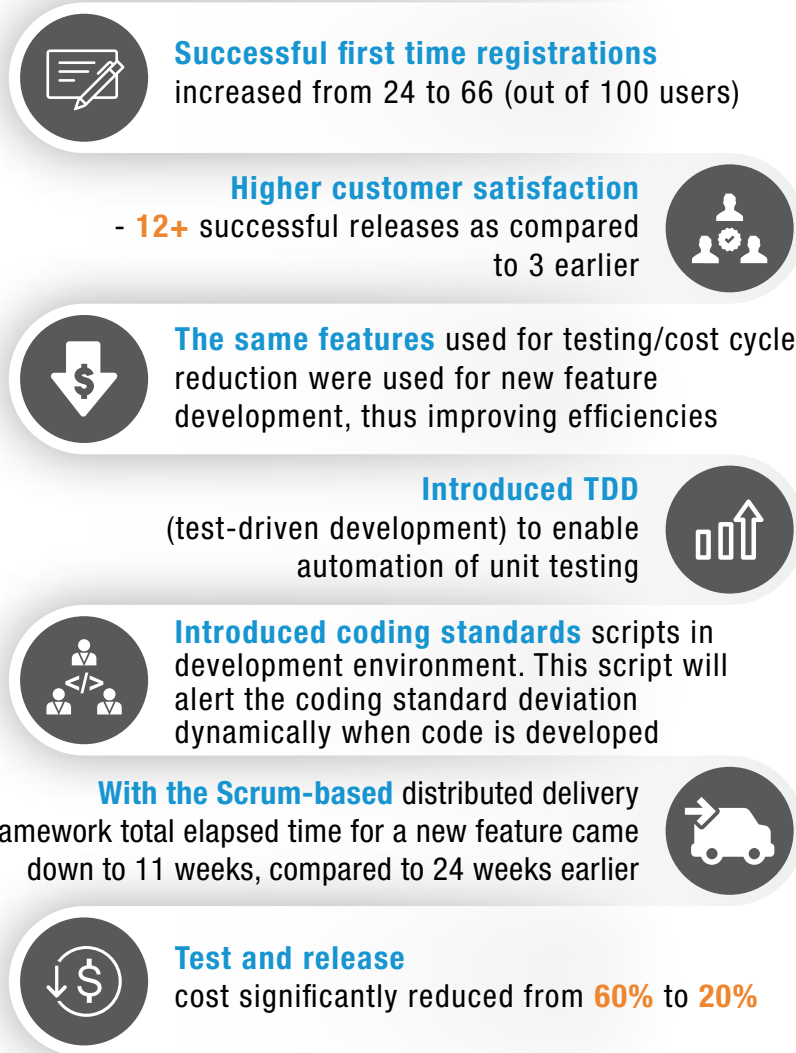 Successful first time registrations
increased from 24 to 66 (out of 100 users)
Higher customer satisfaction
- 12+ successful releases as compared
to 3 earlier
The same features used for testing/cost cycle
reduction were used for new feature
development, thus improving efficiencies
Introduced TDD
(test-driven development) to enable
automation of unit testing
Introduced coding standards scripts in
development environment. This script will
alert the coding standard deviation
dynamically when code is developed
With the Scrum-based distributed delivery
amework total elapsed time for a new feature came
down to 11 weeks, compared to 24 weeks earlier
Test and release
cost significantly reduced from 60% to 20%